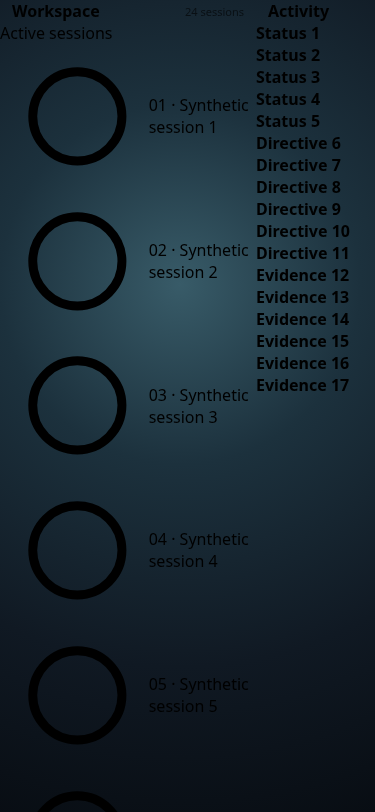 Workspace
24 sessions
Active sessions
01 · Synthetic
session 1
02 · Synthetic
session 2
03 · Synthetic
session 3
04 · Synthetic
session 4
05 · Synthetic
session 5
Activity
Status 1
Status 2
Status 3
Status 4
Status 5
Directive 6
Directive 7
Directive 8
Directive 9
Directive 10
Directive 11
Evidence 12
Evidence 13
Evidence 14
Evidence 15
Evidence 16
Evidence 17